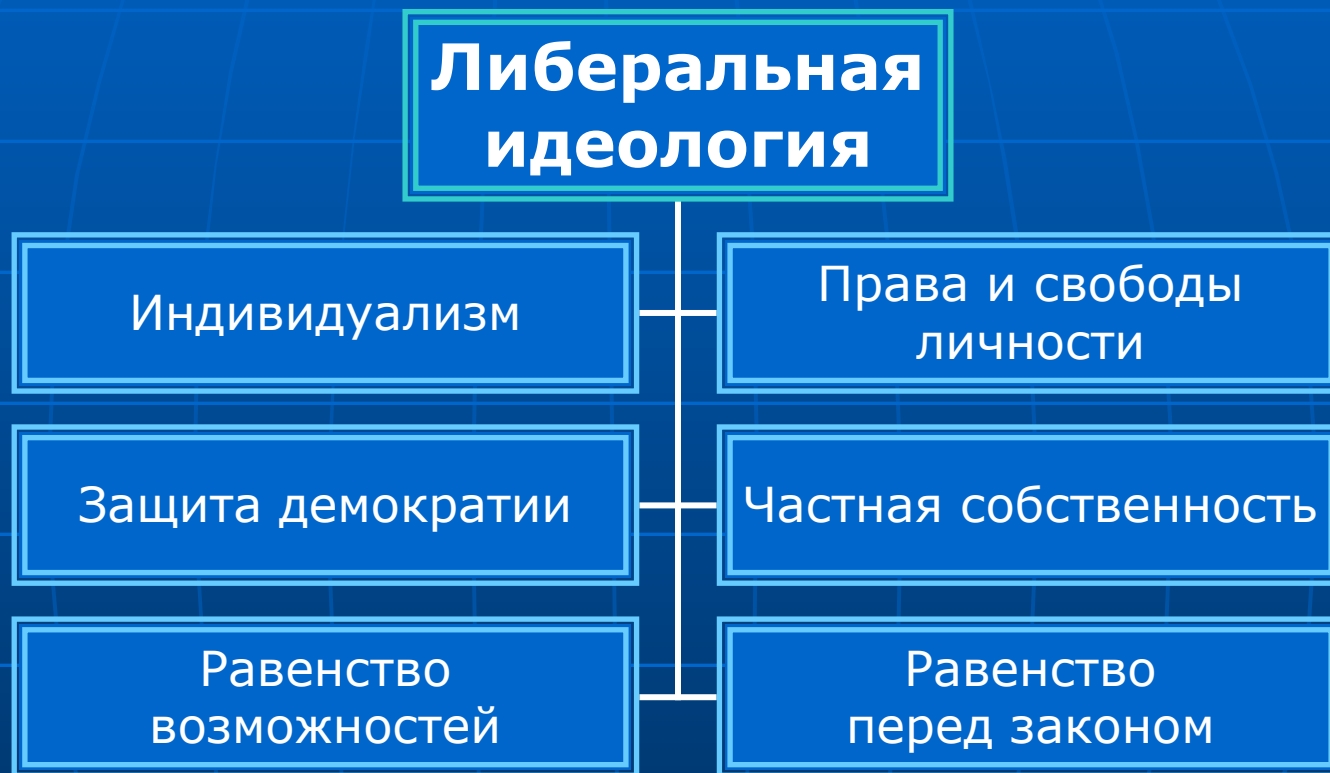 Либеральная
идеология
Индивидуализм
Права и свободы
личности
Защита демократии
Частная собственность
Равенство
возможностей
Равенство
перед законом